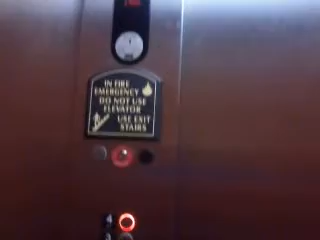 IN FIRE
EMERGENCY
DO NOT USE
ELEVATOR
USE EXIT
STAIRS